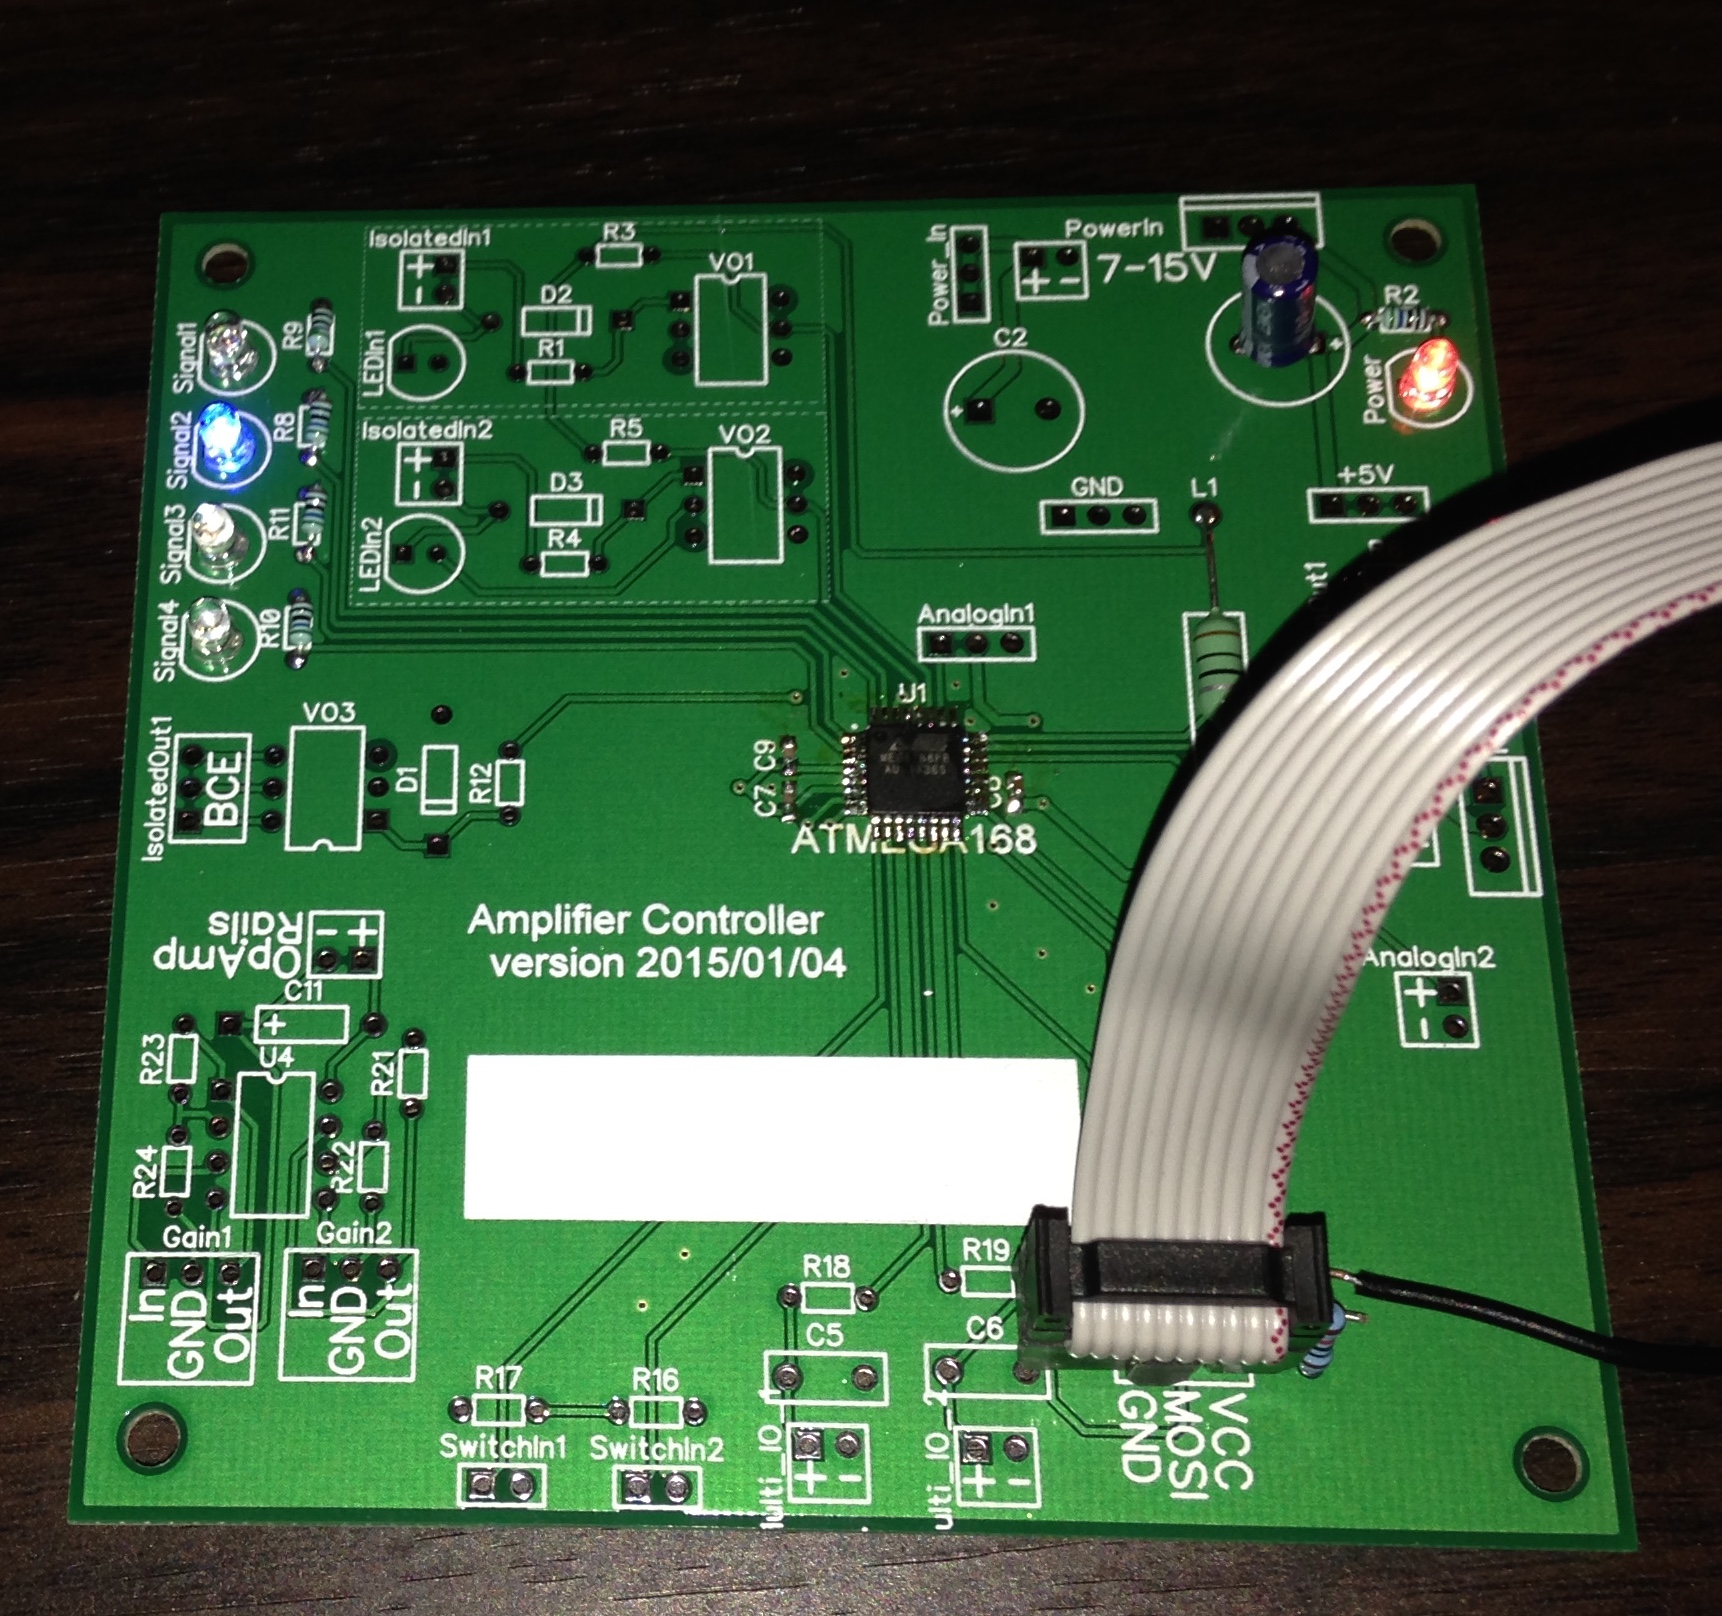 IsolatedIn1
R3
VO1
D2
R1
LEDIn1
Signal1
R9
Power_In
PowerIn
7-15V
+
-
C2
R2
Power
Signal2
R8
IsolatedIn2
R5
VO2
D3
R4
LEDIn2
Signal3
R11
Signal4
R10
GND
L1
+5V
AnalogIn1
U1
C9
C7
ATMEGA168
IsolatedOut1
BCE
VO3
D1
R12
Amplifier Controller
version 2015/01/04
OpAmp
Rails
- +
C11
R23
U4
R21
R24
R22
Gain1
In
GND
Out
Gain2
In
GND
Out
AnalogIn2
+
-
R18
R19
C5
C6
R17
R16
SwitchIn1
SwitchIn2
+ -
+ -
GND
MOSI
VCC